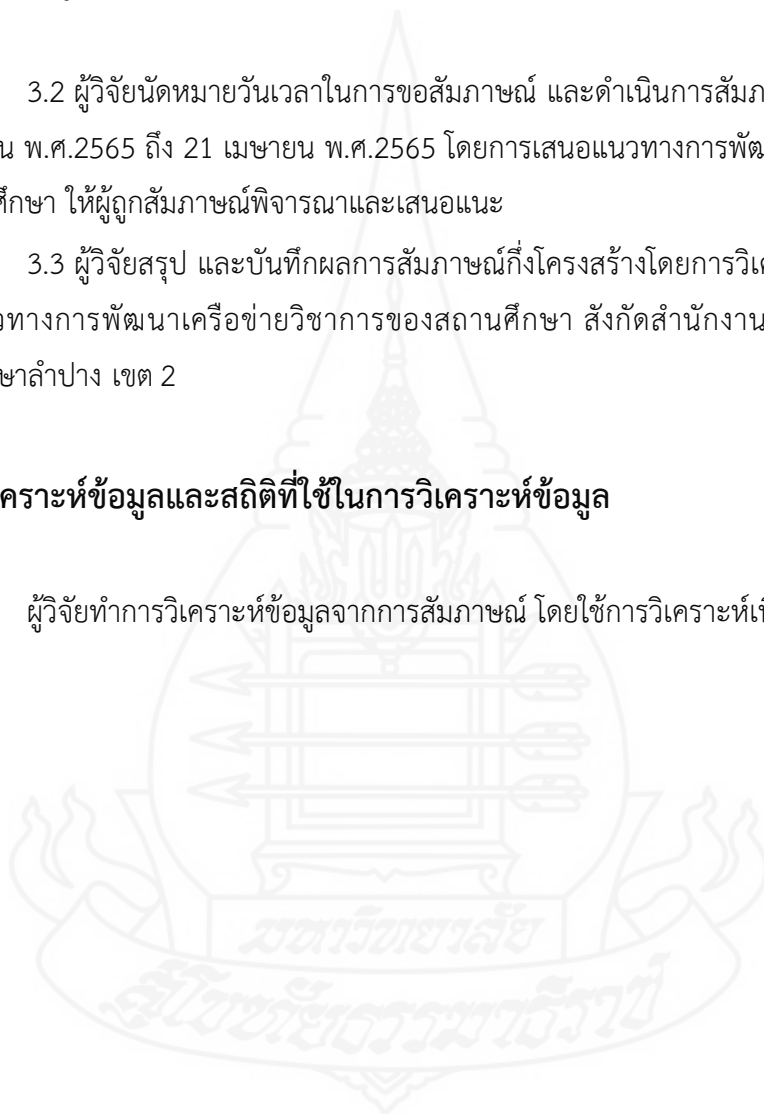 3.2 ผู้วิจัยนัดหมายวันเวลาในการขอสัมภาษณ์ และดำเนินการสัมภา
น พ.ศ.2565 ถึง 21 เมษายน พ.ศ.2565 โดยการเสนอแนวทางการพัฒ
ศึกษา ให้ผู้ถูกสัมภาษณ์พิจารณาและเสนอแนะ
3.3 ผู้วิจัยสรุป และบันทึกผลการสัมภาษณ์กึ่งโครงสร้างโดยการวิเค
วทางการพัฒนาเครือข่ายวิชาการของสถานศึกษา สังกัดสำนักงาน
ษาลำปาง เขต 2
เคราะห์ข้อมูลและสถิติที่ใช้ในการวิเคราะห์ข้อมูล
ผู้วิจัยทำการวิเคราะห์ข้อมูลจากการสัมภาษณ์ โดยใช้การวิเคราะห์เ
มหาวิทยาลัย
สุโขทัยธรรมาธิราช